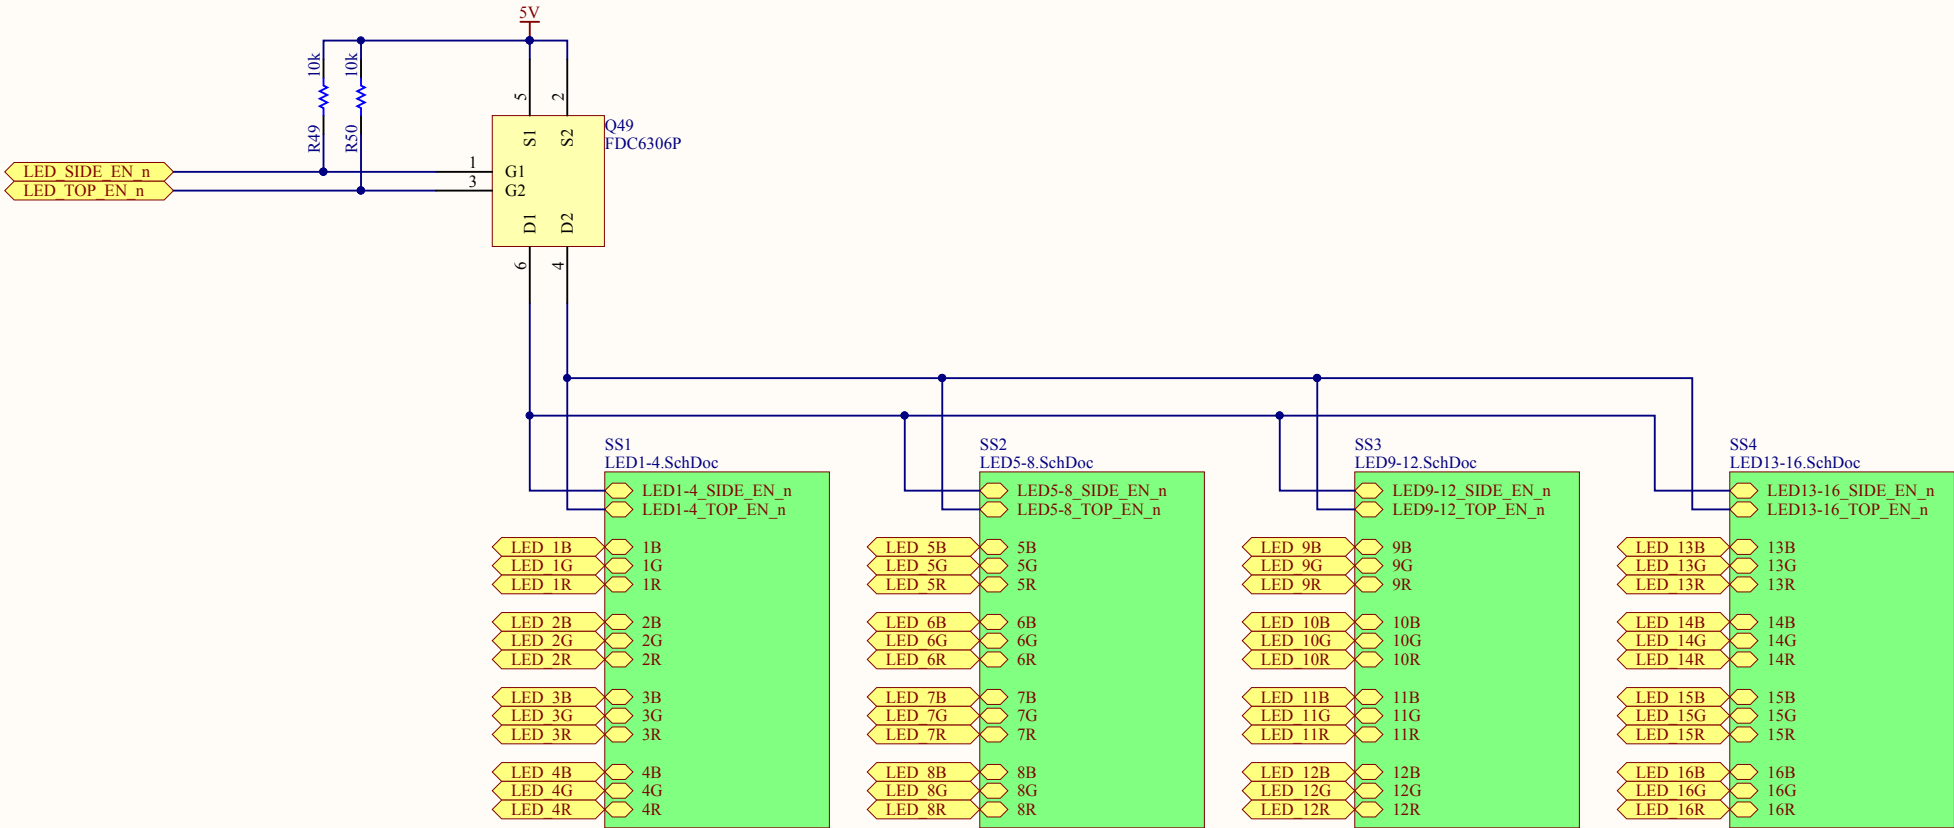 5V
10k
10k
R49
R50
5
2
S1
S2
Q49
FDC6306P
LED_SIDE_EN_n
LED_TOP_EN_n
1
3
G1
G2
D1
D2
6
4
SS1
LED1-4.SchDoc
LED1-4_SIDE_EN_n
LED1-4_TOP_EN_n
LED_1B 1B
LED_1G 1G
LED_1R 1R
LED_2B 2B
LED_2G 2G
LED_2R 2R
LED_3B 3B
LED_3G 3G
LED_3R 3R
LED_4B 4B
LED_4G 4G
LED_4R 4R
SS2
LED5-8.SchDoc
LED5-8_SIDE_EN_n
LED5-8_TOP_EN_n
LED_5B 5B
LED_5G 5G
LED_5R 5R
LED_6B 6B
LED_6G 6G
LED_6R 6R
LED_7B 7B
LED_7G 7G
LED_7R 7R
LED_8B 8B
LED_8G 8G
LED_8R 8R
SS3
LED9-12.SchDoc
LED9-12_SIDE_EN_n
LED9-12_TOP_EN_n
LED_9B 9B
LED_9G 9G
LED_9R 9R
LED_10B 10B
LED_10G 10G
LED_10R 10R
LED_11B 11B
LED_11G 11G
LED_11R 11R
LED_12B 12B
LED_12G 12G
LED_12R 12R
SS4
LED13-16.SchDoc
LED13-16_SIDE_EN_n
LED13-16_TOP_EN_n
LED_13B 13B
LED_13G 13G
LED_13R 13R
LED_14B 14B
LED_14G 14G
LED_14R 14R
LED_15B 15B
LED_15G 15G
LED_15R 15R
LED_16B 16B
LED_16G 16G
LED_16R 16R